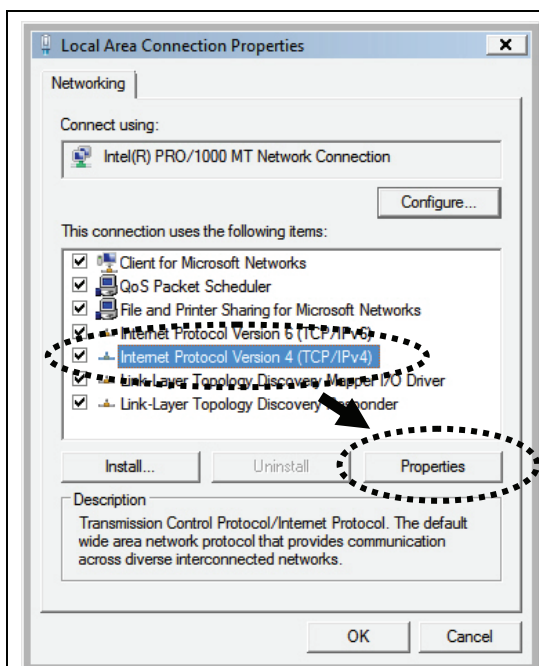 Local Area Connection Properties
Networking
Connect using:
Intel(R) PRO/1000 MT Network Connection
Configure...
This connection uses the following items:
Client for Microsoft Networks
QoS Packet Scheduler
File and Printer Sharing for Microsoft Networks
Internet Protocol Version 6 (TCP/IPv6)
Internet Protocol Version 4 (TCP/IPv4)
Link-Layer Topology Discovery Mapper I/O Driver
Link-Layer Topology Discovery Responder
Install...
Uninstall
Properties
Description
Transmission Control Protocol/Internet Protocol. The default
wide area network protocol that provides communication
across diverse interconnected networks.
OK
Cancel